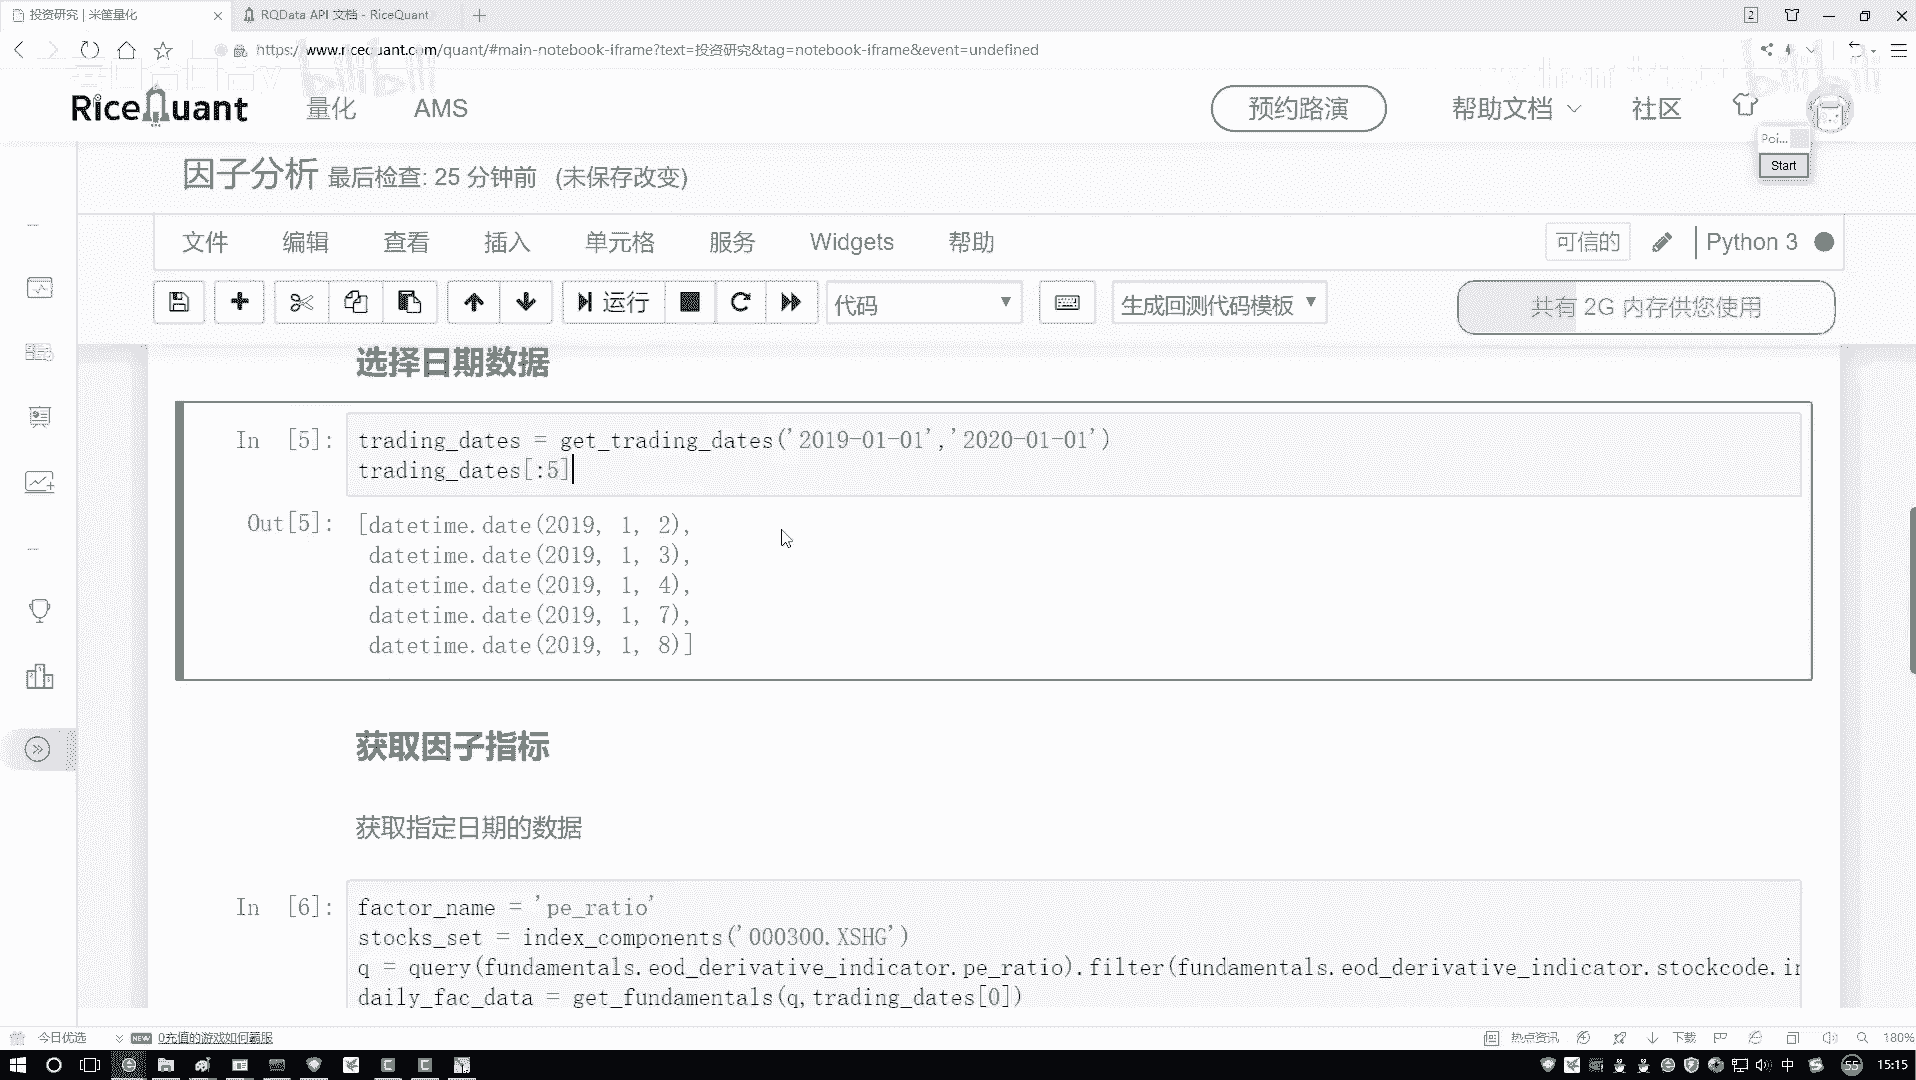 投资研究 | 米筐量化
RQData API 文档 - RiceQuant
2
https://www.ricequant.com/quant/#main-notebook-iframe?text=投资研究&tag=notebook-iframe&event=undefined
bilibili
bilibili
RiceQuant
量化
AMS
预约路演
帮助文档
社区
Poi...
Start
因子分析 最后检查: 25 分钟前 (未保存改变)
文件 编辑 查看 插入 单元格 服务 Widgets 帮助
可信的
Python 3
运行
代码
生成回测代码模板
共有 2G 内存供您使用
选择日期数据
In [5]:
trading_dates = get_trading_dates('2019-01-01','2020-01-01')
trading_dates[:5]
Out[5]:
[datetime.date(2019, 1, 2),
datetime.date(2019, 1, 3),
datetime.date(2019, 1, 4),
datetime.date(2019, 1, 7),
datetime.date(2019, 1, 8)]
获取因子指标
获取指定日期的数据
In [6]:
factor_name = 'pe_ratio'
stocks_set = index_components('000300.XSHG')
q = query(fundamentals.eod_derivative_indicator.pe_ratio).filter(fundamentals.eod_derivative_indicator.stockcode.in
daily_fac_data = get_fundamentals(q,trading_dates[0])
今日优选
NEW
0充值的游戏如何霸服
热点资讯
下载
180%
中
55
15:15